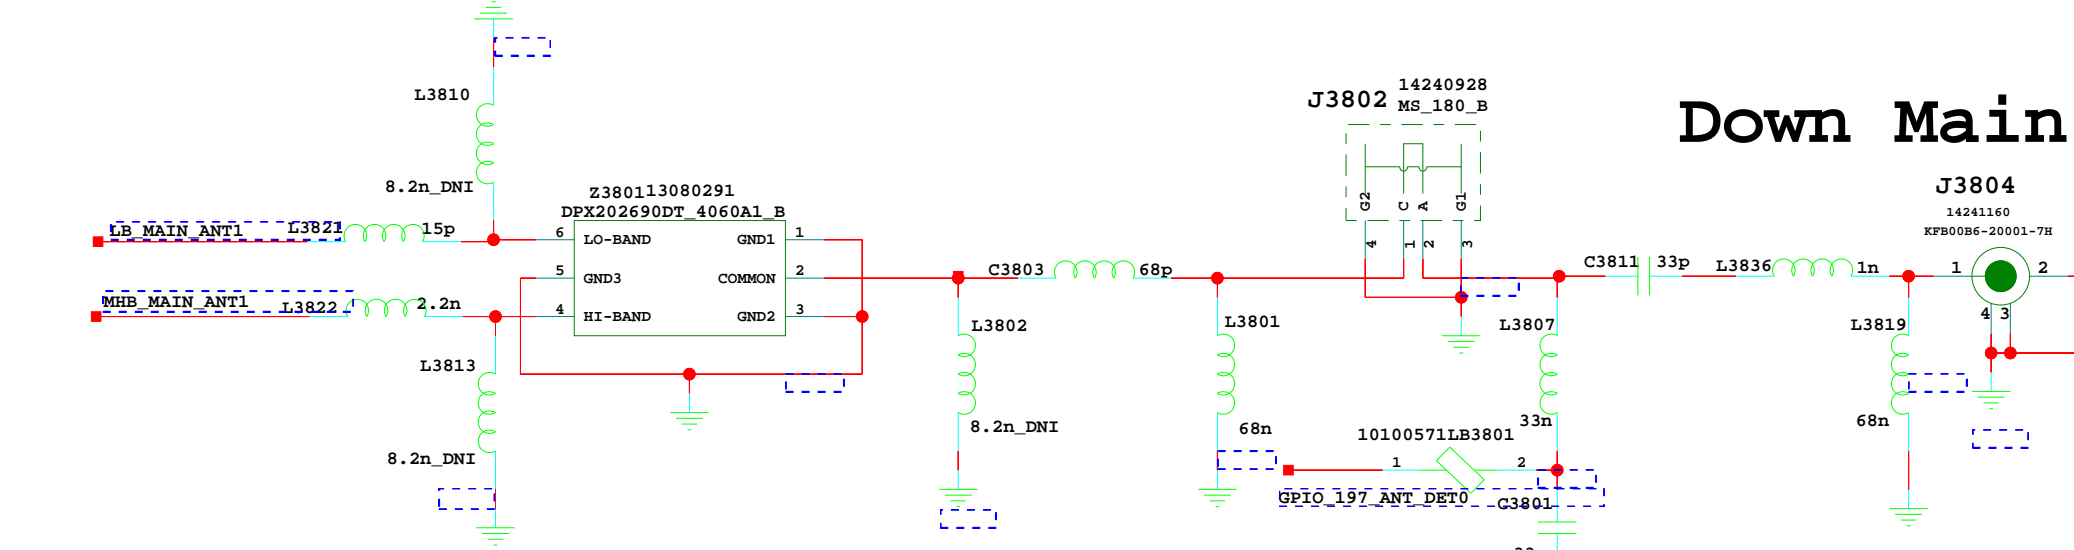 L3810
8.2n_DNI
LB_MAIN_ANT1
L3821
15p
MHB_MAIN_ANT1
L3822
2.2n
L3813
8.2n_DNI
Z3801 13080291
DPX202690DT_4060A1_B
6 LO-BAND GND1 1
5 GND3 COMMON 2
4 HI-BAND GND2 3
L3802
8.2n_DNI
C3803 68p
L3801
68n
J3802
14240928
MS_180_B
G2 C A G1
4 1 2 3
L3807
33n
10100571 LB3801
1 2
GPIO_197_ANT_DET0
C3801
C3811 33p
L3836 1n
Down Main
J3804
14241160
KFB00B6-20001-7H
1 2
4 3
L3819
68n